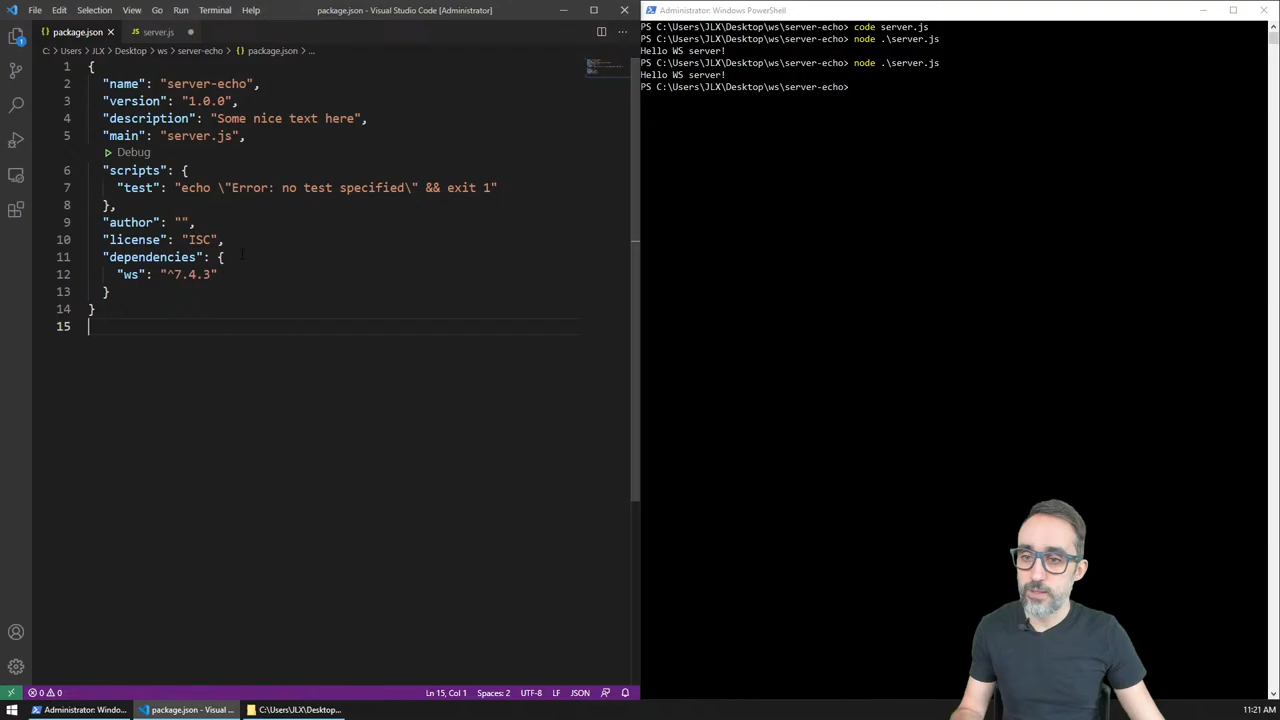 File Edit Selection View Go Run Terminal Help package.json - Visual Studio Code [Administrator]
package.json server.js
C: > Users > JLX > Desktop > ws > server-echo > {} package.json > ...
1 {
2 "name": "server-echo",
3 "version": "1.0.0",
4 "description": "Some nice text here",
5 "main": "server.js",
Debug
6 "scripts": {
7 "test": "echo \"Error: no test specified\" && exit 1"
8 },
9 "author": "",
10 "license": "ISC",
11 "dependencies": {
12 "ws": "^7.4.3"
13 }
14 }
15
0 0 Ln 15, Col 1 Spaces: 2 UTF-8 LF JSON
Administrator: Windows PowerShell
PS C:\Users\JLX\Desktop\ws\server-echo> code server.js
PS C:\Users\JLX\Desktop\ws\server-echo> node .\server.js
Hello WS server!
PS C:\Users\JLX\Desktop\ws\server-echo> node .\server.js
Hello WS server!
PS C:\Users\JLX\Desktop\ws\server-echo>
Administrator: Windo... package.json - Visual ... C:\Users\JLX\Desktop... 11:21 AM